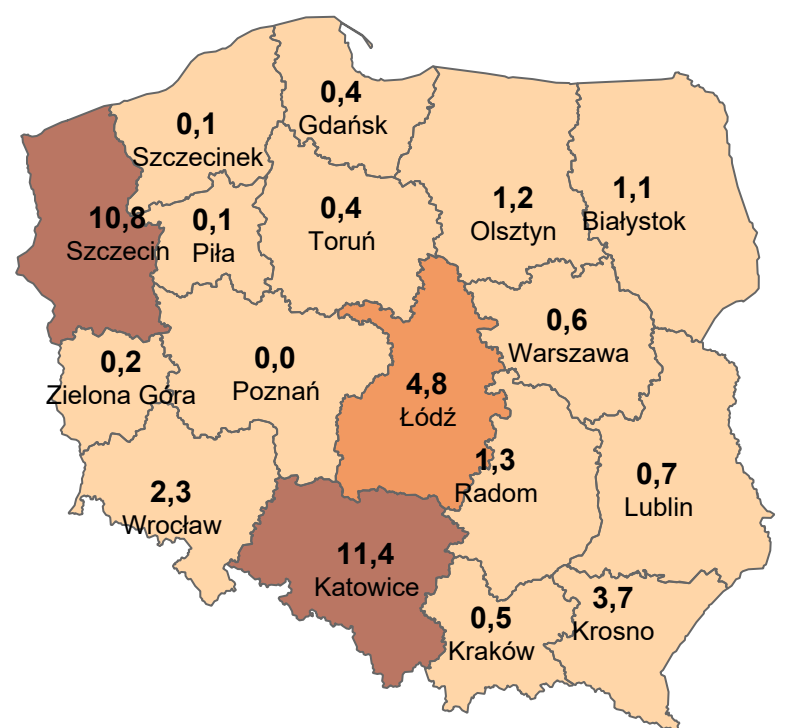 0,4
Gdańsk
0,1
Szczecinek
1,2
Olsztyn
1,1
Białystok
10,8
Szczecin
0,1
Piła
0,4
Toruń
0,6
Warszawa
0,2
Zielona Góra
0,0
Poznań
4,8
Łódź
1,3
Radom
0,7
Lublin
2,3
Wrocław
11,4
Katowice
0,5
Kraków
3,7
Krosno